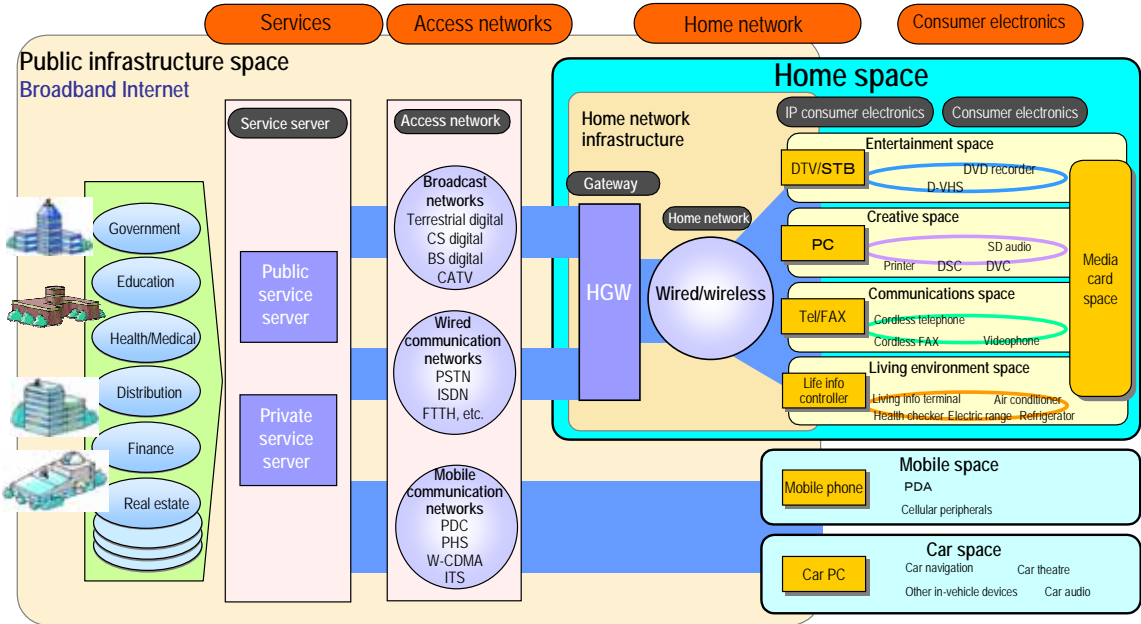 Services
Access networks
Home network
Consumer electronics
Public infrastructure space
Broadband Internet
Home space
Service server
Access network
Home network
infrastructure
IP consumer electronics
Consumer electronics
Government
Education
Health/Medical
Distribution
Finance
Real estate
Public
service
server
Private
service
server
Broadcast
networks
Terrestrial digital
CS digital
BS digital
CATV
Wired
communication
networks
PSTN
ISDN
FTTH, etc.
Mobile
communication
networks
PDC
PHS
W-CDMA
ITS
Gateway
HGW
Home network
Wired/wireless
Entertainment space
DTV/STB
DVD recorder
D-VHS
Creative space
PC
SD audio
Printer
DSC
DVC
Communications space
Tel/FAX
Cordless telephone
Cordless FAX
Videophone
Living environment space
Life info
controller
Living info terminal
Air conditioner
Health checker
Electric range
Refrigerator
Media
card
space
Mobile space
Mobile phone
PDA
Cellular peripherals
Car space
Car PC
Car navigation
Car theatre
Other in-vehicle devices
Car audio